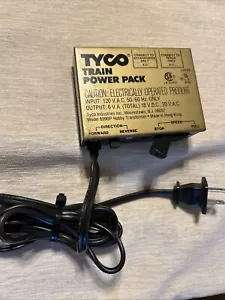 TYCO
TRAIN
POWER PACK
CAUTION: ELECTRICALLY OPERATED PRODUCT
INPUT: 120 V.A.C. 50/60 Hz ONLY
OUTPUT: 6 V.A. (TOTAL) 18 V.D.C., 20 V.A.C.
Tyco Industries Inc., Moorestown, N.J. 08057
Hobby Transformer • Made in Hong Kong
DIRECTION
FORWARD REVERSE
SPEED
STOP FULL